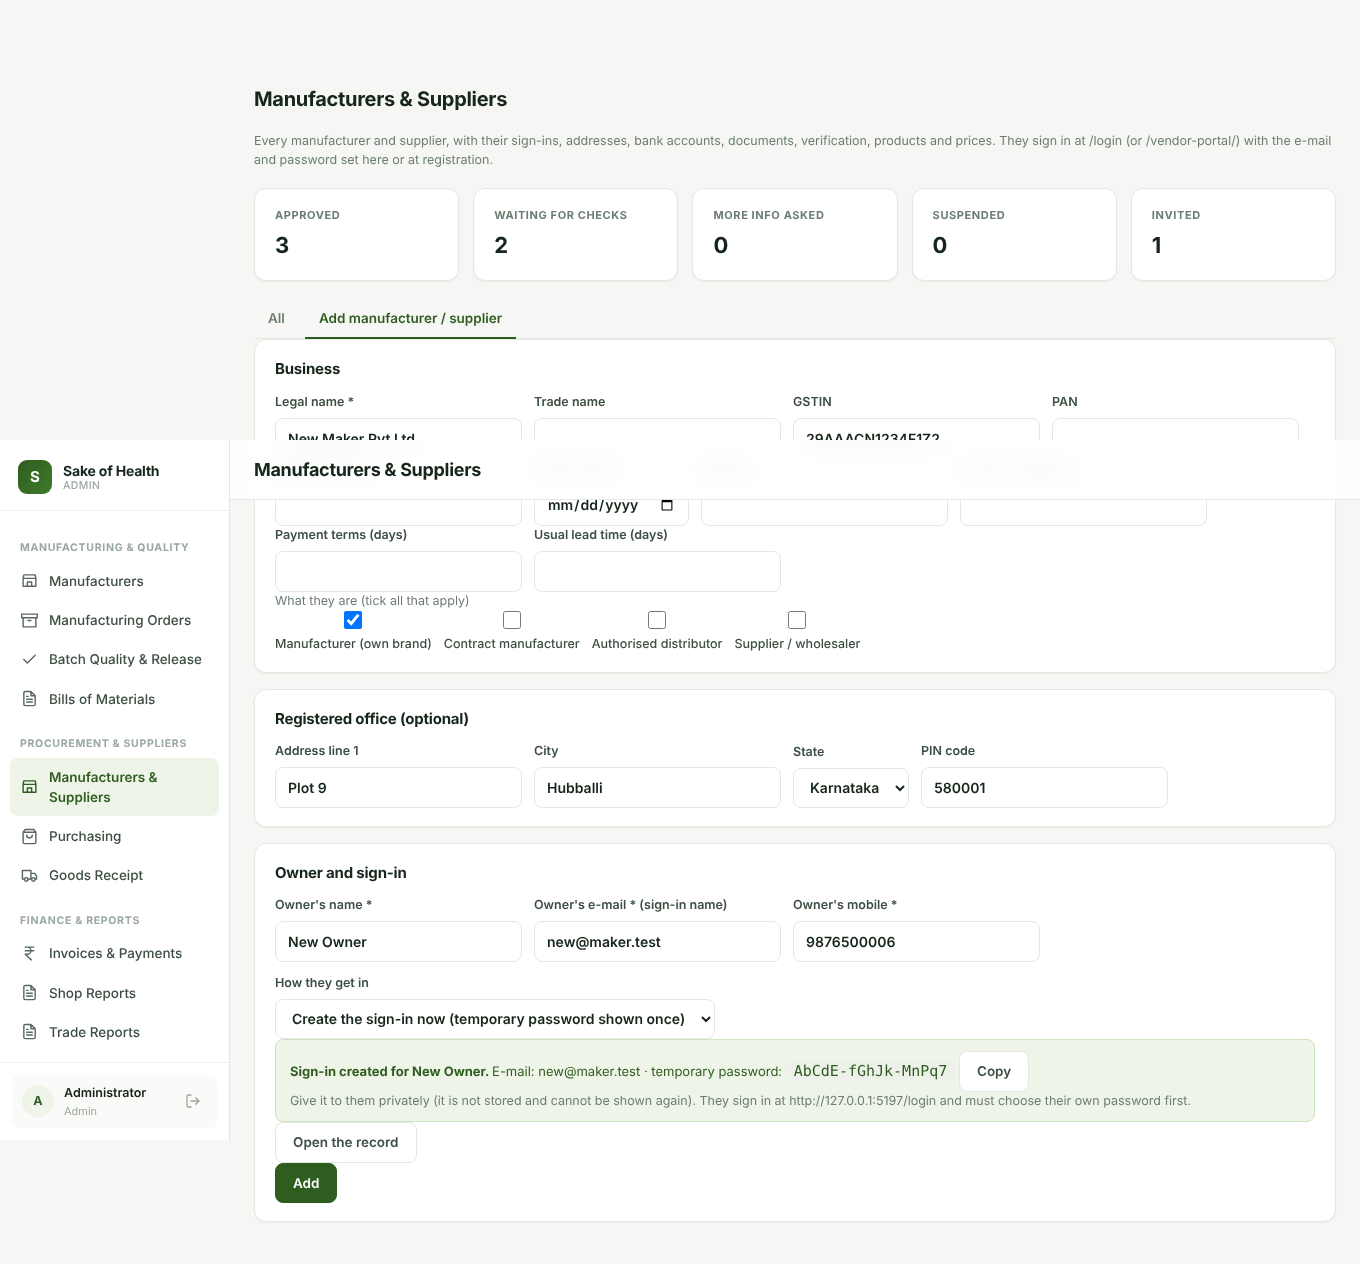 Manufacturers & Suppliers
Every manufacturer and supplier, with their sign-ins, addresses, bank accounts, documents, verification, products and prices. They sign in at /login (or /vendor-portal/) with the e-mail
and password set here or at registration.
APPROVED
3
WAITING FOR CHECKS
2
MORE INFO ASKED
0
SUSPENDED
0
INVITED
1
All
Add manufacturer / supplier
Business
Legal name *
Trade name
GSTIN
PAN
New Maker Pvt Ltd
29AAACN1234F1Z2
Sake of Health
ADMIN
Manufacturers & Suppliers
mm/dd/yyyy
Payment terms (days)
Usual lead time (days)
What they are (tick all that apply)
Manufacturer (own brand)
Contract manufacturer
Authorised distributor
Supplier / wholesaler
MANUFACTURING & QUALITY
Manufacturers
Manufacturing Orders
Batch Quality & Release
Bills of Materials
PROCUREMENT & SUPPLIERS
Manufacturers &
Suppliers
Purchasing
Goods Receipt
FINANCE & REPORTS
Invoices & Payments
Shop Reports
Trade Reports
A
Administrator
Admin
S
Registered office (optional)
Address line 1
City
State
PIN code
Plot 9
Hubballi
Karnataka
580001
Owner and sign-in
Owner's name *
Owner's e-mail * (sign-in name)
Owner's mobile *
New Owner
new@maker.test
9876500006
How they get in
Create the sign-in now (temporary password shown once)
Sign-in created for New Owner. E-mail: new@maker.test · temporary password: AbCdE-fGhJk-MnPq7
Copy
Give it to them privately (it is not stored and cannot be shown again). They sign in at http://127.0.0.1:5197/login and must choose their own password first.
Open the record
Add